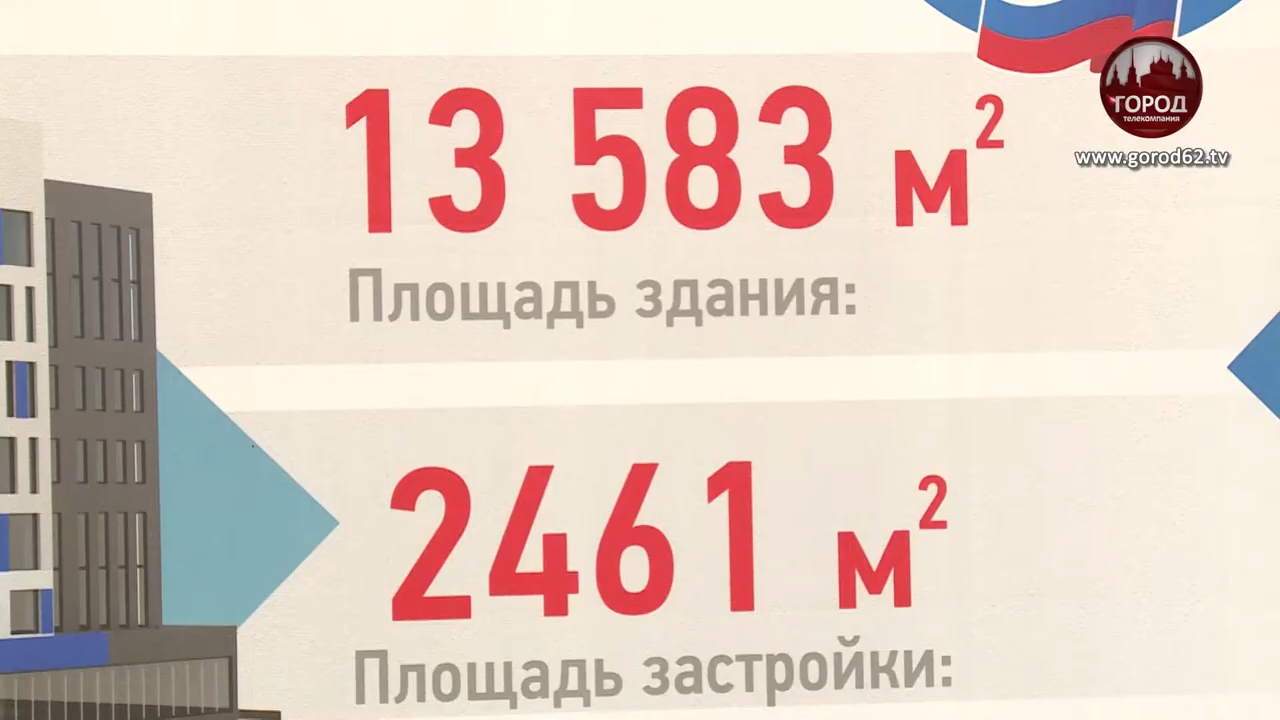 ГОРОД
ТЕЛЕКОМПАНИЯ
www.gorod62.tv
13 583 м²
Площадь здания:
2461 м²
Площадь застройки: